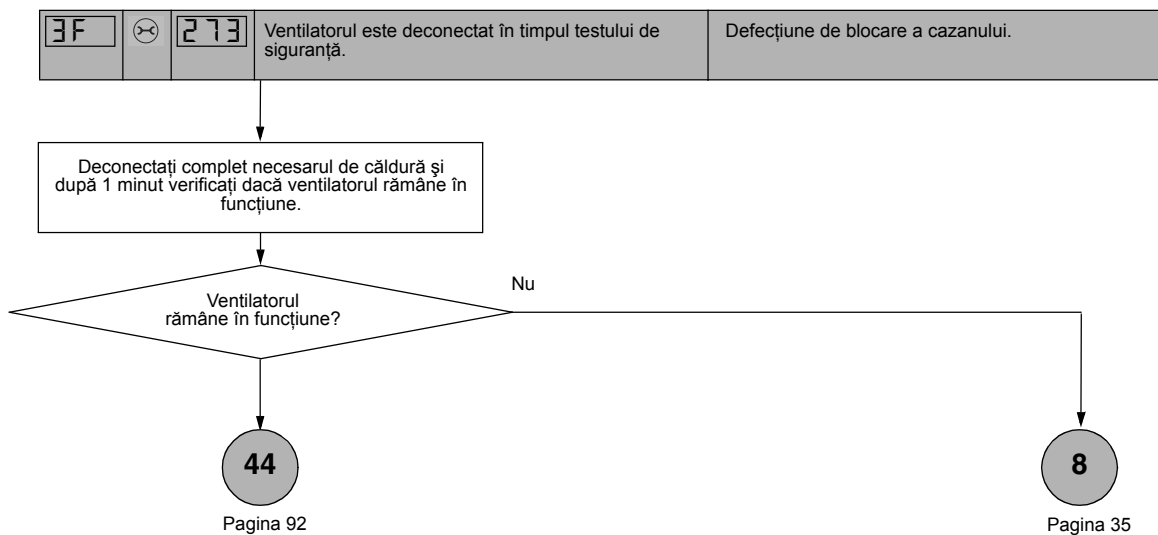 3F
273
Ventilatorul este deconectat în timpul testului de
siguranță.
Defecțiune de blocare a cazanului.
Deconectați complet necesarul de căldură şi
după 1 minut verificați dacă ventilatorul rămâne în
funcțiune.
Ventilatorul
rămâne în funcțiune?
Nu
44
Pagina 92
8
Pagina 35